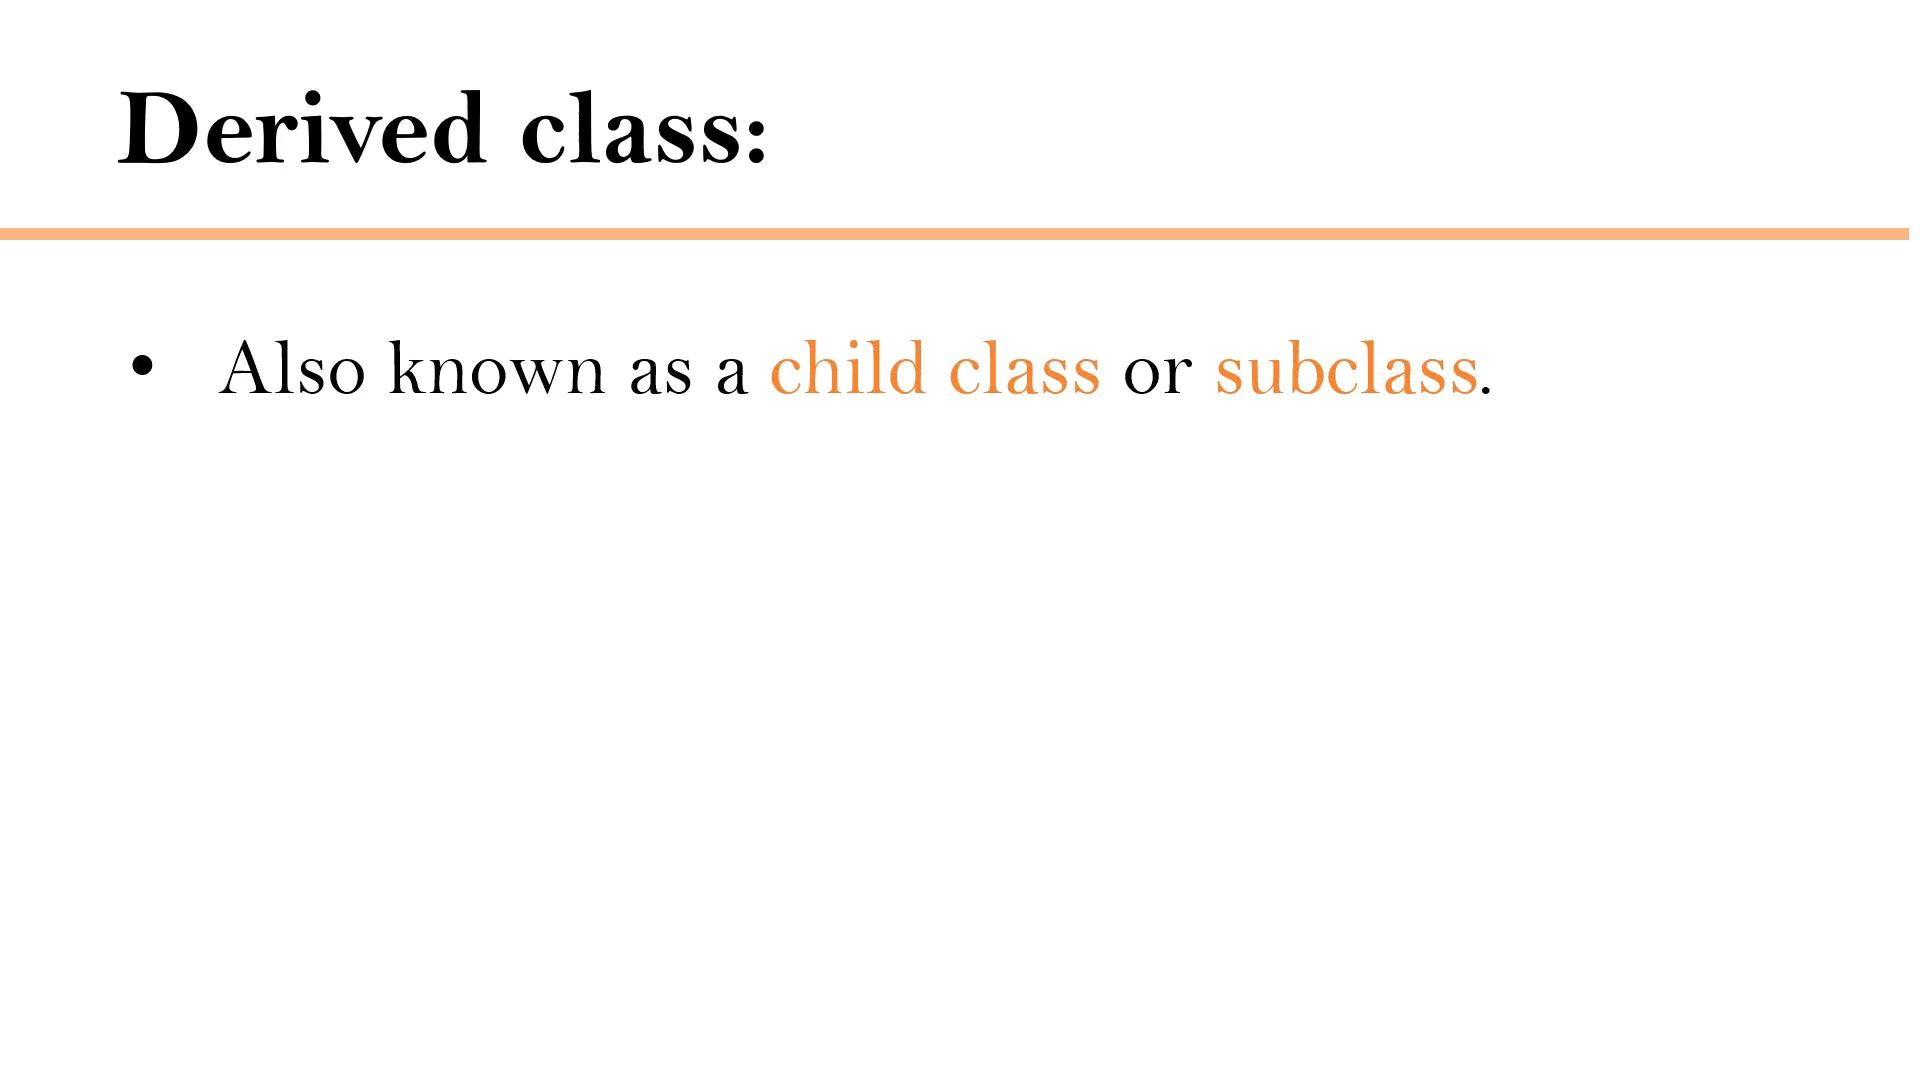 Derived class:
• Also known as a child class or subclass.